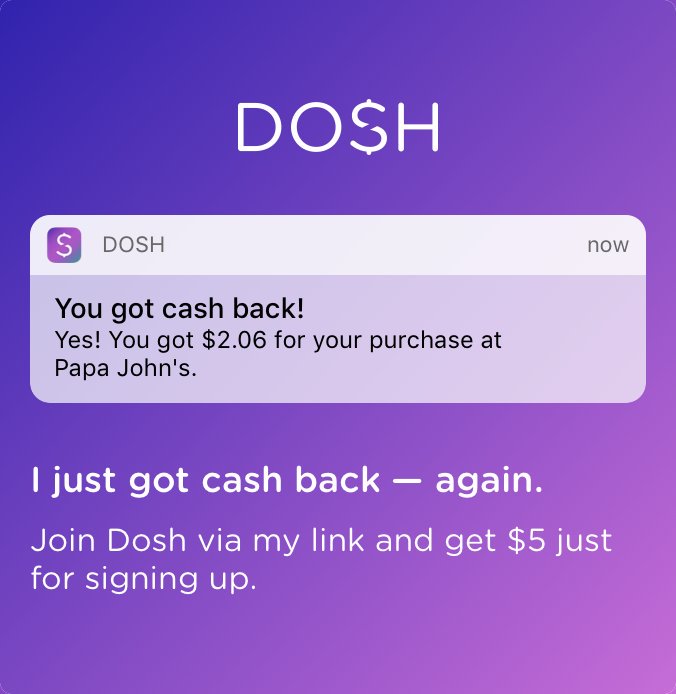 DOSH
DOSH now
You got cash back!
Yes! You got $2.06 for your purchase at
Papa John's.
I just got cash back — again.
Join Dosh via my link and get $5 just
for signing up.